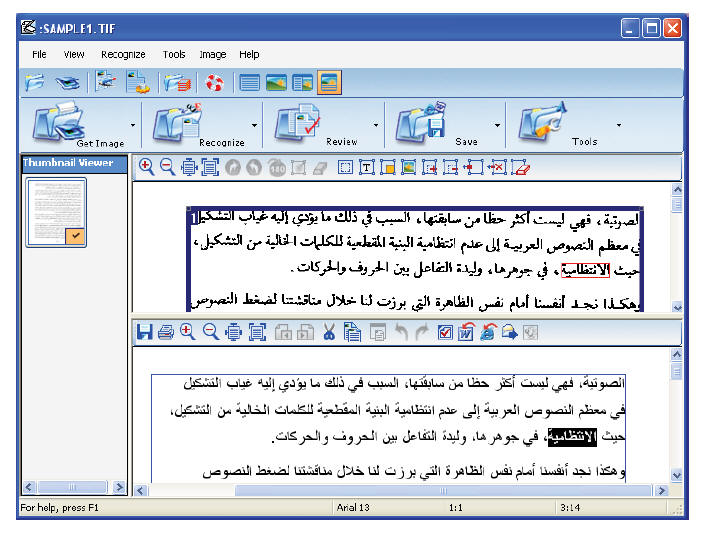 :SAMPLE1.TIF
File View Recognize Tools Image Help
Get Image Recognize Review Save Tools
Thumbnail Viewer
180
1
الصوتية، فهي ليست أكثر حظا من سابقتها، السبب في ذلك ما يؤدي إليه غياب التشكيل
في معظم النصوص العربية إلى عدم انتظامية البنية المقطعية للكلمات الخالية من التشكيل،
حيث الانتظامية، في جوهرها، وليدة التفاعل بين الحروف والحركات.
وهكذا نجد أنفسنا أمام نفس الظاهرة التي برزت لنا خلال مناقشتنا لضغط النصوص
الصوتية، فهي ليست أكثر حظا من سابقتها، السبب في ذلك ما يؤدي إليه غياب التشكيل
في معظم النصوص العربية إلى عدم انتظامية البنية المقطعية للكلمات الخالية من التشكيل،
حيث الانتظامية، في جوهرها، وليدة التفاعل بين الحروف والحركات.
وهكذا نجد أنفسنا أمام نفس الظاهرة التي برزت لنا خلال مناقشتنا لضغط النصوص
For help, press F1 Arial 13 1:1 3:14